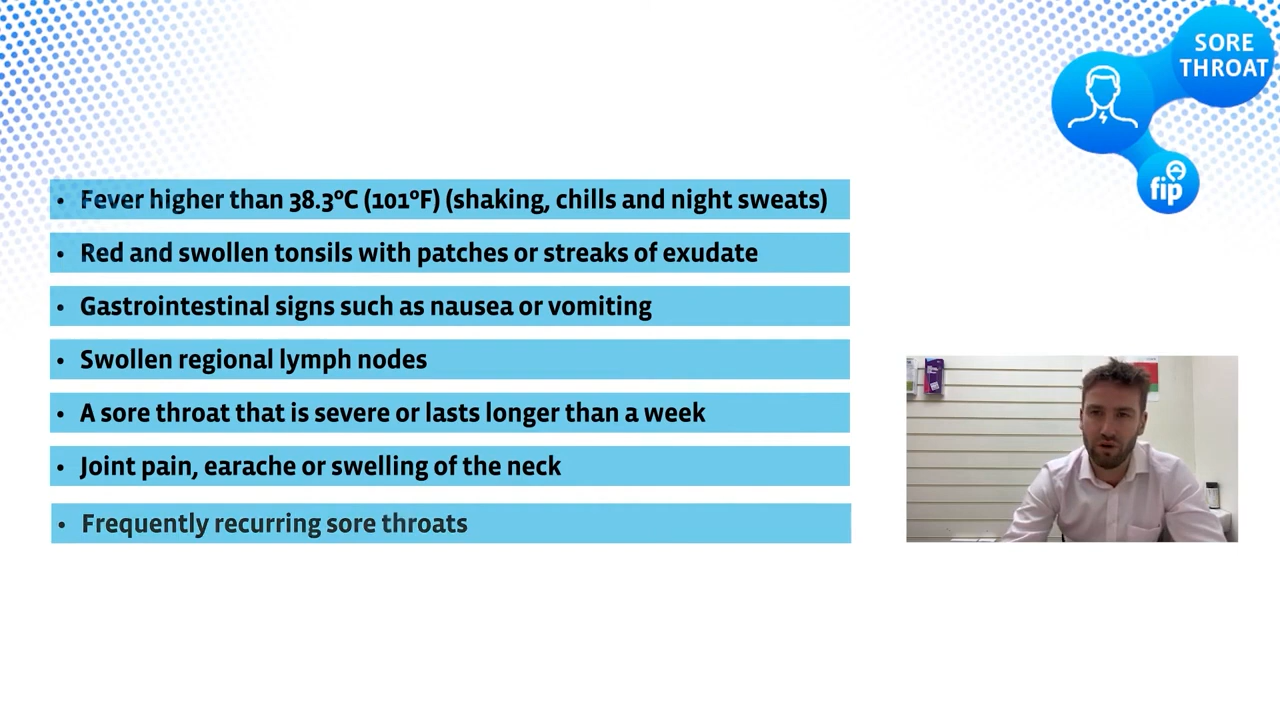 SORE
THROAT
fip
• Fever higher than 38.3ºC (101ºF) (shaking, chills and night sweats)
• Red and swollen tonsils with patches or streaks of exudate
• Gastrointestinal signs such as nausea or vomiting
• Swollen regional lymph nodes
• A sore throat that is severe or lasts longer than a week
• Joint pain, earache or swelling of the neck
• Frequently recurring sore throats